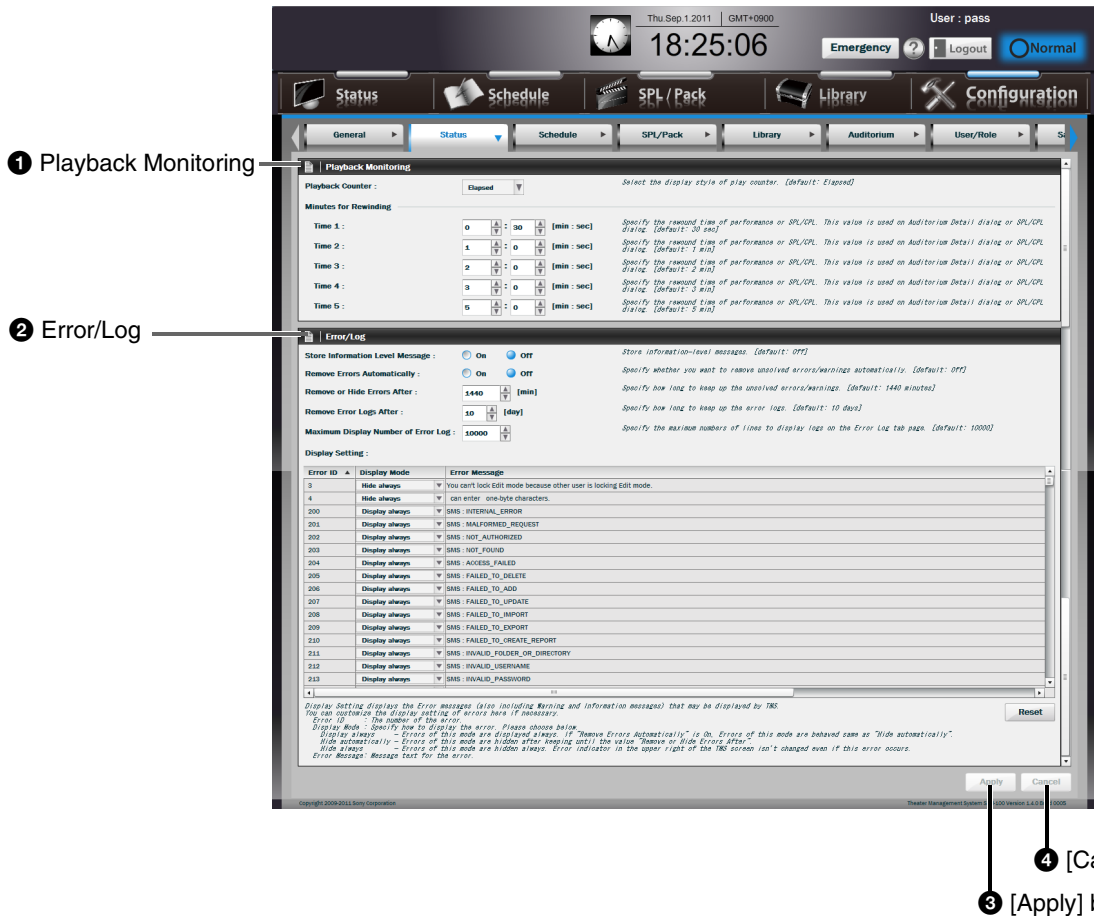 Thu.Sep.1.2011 GMT+0900
User : pass
18:25:06
Emergency ? Logout Normal
Status Schedule SPL / Pack Library Configuration
General Status Schedule SPL/Pack Library Auditorium User/Role
1 Playback Monitoring
Playback Monitoring
Playback Counter : Elapsed Select the display style of play counter. [default: Elapsed]
Minutes for Rewinding
Time 1 : 0 : 30 [min : sec] Specify the rewound time of performance or SPL/CPL. This value is used on Auditorium Detail dialog or SPL/CPL
dialog. [default: 30 sec]
Time 2 : 1 : 0 [min : sec] Specify the rewound time of performance or SPL/CPL. This value is used on Auditorium Detail dialog or SPL/CPL
dialog. [default: 1 min]
Time 3 : 2 : 0 [min : sec] Specify the rewound time of performance or SPL/CPL. This value is used on Auditorium Detail dialog or SPL/CPL
dialog. [default: 2 min]
Time 4 : 3 : 0 [min : sec] Specify the rewound time of performance or SPL/CPL. This value is used on Auditorium Detail dialog or SPL/CPL
dialog. [default: 3 min]
Time 5 : 5 : 0 [min : sec] Specify the rewound time of performance or SPL/CPL. This value is used on Auditorium Detail dialog or SPL/CPL
dialog. [default: 5 min]
2 Error/Log
Error/Log
Store Information Level Message : On Off Store information-level messages. [default: Off]
Remove Errors Automatically : On Off Specify whether you want to remove unsolved errors/warnings automatically. [default: Off]
Remove or Hide Errors After : 1440 [min] Specify how long to keep up the unsolved errors/warnings. [default: 1440 minutes]
Remove Error Logs After : 10 [day] Specify how long to keep up the error logs. [default: 10 days]
Maximum Display Number of Error Log : 10000 Specify the maximum numbers of lines to display logs on the Error Log tab page. [default: 10000]
Display Setting :
Error ID Display Mode Error Message
3 Hide always You can't lock Edit mode because other user is locking Edit mode.
4 Hide always can enter one-byte characters.
200 Display always SMS : INTERNAL_ERROR
201 Display always SMS : MALFORMED_REQUEST
202 Display always SMS : NOT_AUTHORIZED
203 Display always SMS : NOT_FOUND
204 Display always SMS : ACCESS_FAILED
205 Display always SMS : FAILED_TO_DELETE
206 Display always SMS : FAILED_TO_ADD
207 Display always SMS : FAILED_TO_UPDATE
208 Display always SMS : FAILED_TO_IMPORT
209 Display always SMS : FAILED_TO_EXPORT
210 Display always SMS : FAILED_TO_CREATE_REPORT
211 Display always SMS : INVALID_FOLDER_OR_DIRECTORY
212 Display always SMS : INVALID_USERNAME
213 Display always SMS : INVALID_PASSWORD
Display Setting displays the Error messages (also including Warning and information messages) that may be displayed by TMS.
You can customize the display setting of errors here if necessary.
Error ID : The number of the error.
Display Mode : Specify how to display the error. Please choose below.
Display always - Errors of this mode are displayed always. if "Remove Errors Automatically" is On, Errors of this mode are behaved same as "Hide automatically".
Hide automatically - Errors of this mode are hidden after keeping until the value "Remove or Hide Errors After".
Hide always - Errors of this mode are hidden always. Error indicator in the upper right of the TMS screen isn't changed even if this error occurs.
Error Message: Message text for the error.
Reset
Apply Cancel
Copyright 2009-2011 Sony Corporation Theater Management System Version 1.4.0 0005
4 [Ca
3 [Apply] b